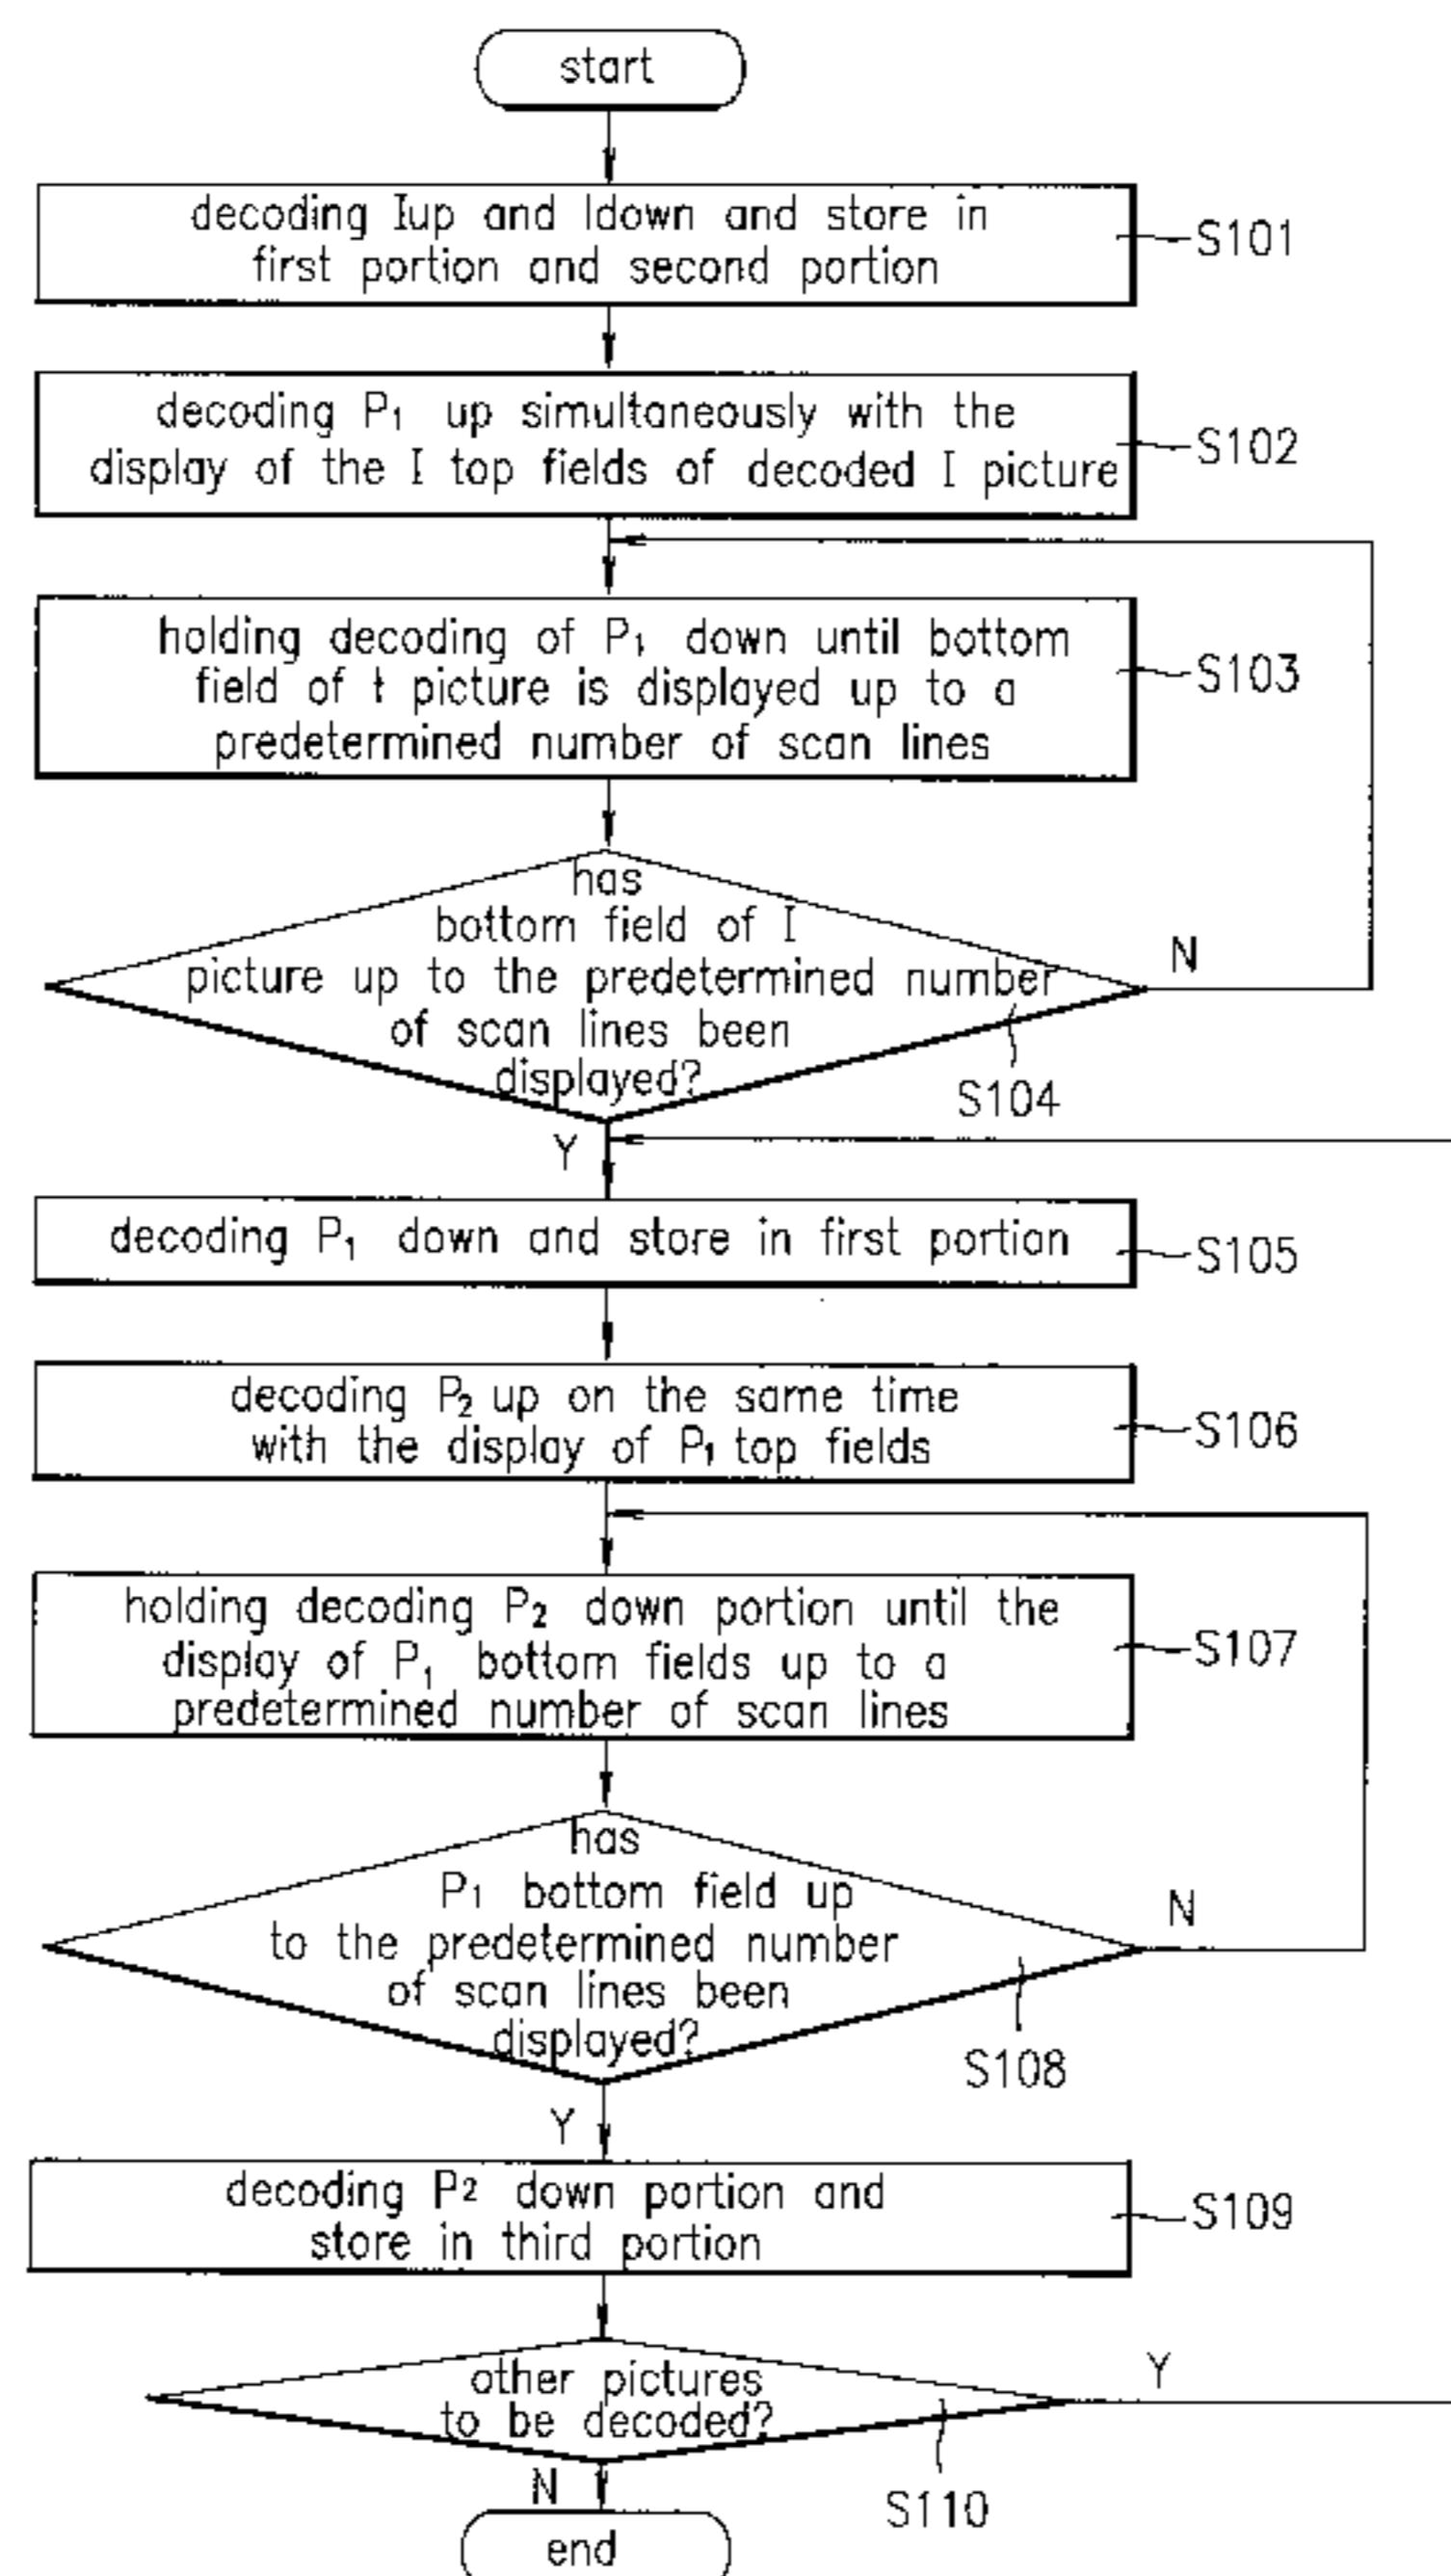 start
decoding Iup and Idown and store in
first portion and second portion
S101
decoding P1 up simultaneously with the
display of the I top fields of decoded I picture
S102
holding decoding of P1 down until bottom
field of I picture is displayed up to a
predetermined number of scan lines
S103
has
bottom field of I
picture up to the predetermined number
of scan lines been
displayed?
N
S104
Y
decoding P1 down and store in first portion
S105
decoding P2 up on the same time
with the display of P1 top fields
S106
holding decoding P2 down portion until the
display of P1 bottom fields up to a
predetermined number of scan lines
S107
has
P1 bottom field up
to the predetermined number
of scan lines been
displayed?
N
S108
Y
decoding P2 down portion and
store in third portion
S109
other pictures
to be decoded?
Y
S110
N
end